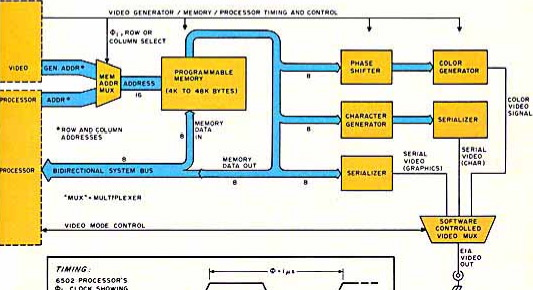 VIDEO GENERATOR / MEMORY / PROCESSOR TIMING AND CONTROL
Φ1, ROW OR
COLUMN SELECT
VIDEO
GEN. ADDR*
MEM
ADDR
MUX
ADDRESS
16
PROGRAMMABLE
MEMORY
(4K TO 48K BYTES)
8
PHASE
SHIFTER
COLOR
GENERATOR
PROCESSOR
ADDR*
COLOR
VIDEO
SIGNAL
*ROW AND COLUMN
ADDRESSES
8
MEMORY
DATA
IN
8
CHARACTER
GENERATOR
SERIALIZER
8
BIDIRECTIONAL SYSTEM BUS
PROCESSOR
MEMORY
DATA OUT
8
8
SERIALIZER
SERIAL
VIDEO
(GRAPHICS)
SERIAL
VIDEO
(CHAR)
"MUX"=MULTIPLEXER
VIDEO MODE CONTROL
SOFTWARE
CONTROLLED
VIDEO MUX
EIA
VIDEO
OUT
TIMING:
6502 PROCESSOR'S
CLOCK SHOWING
Φ=1μs